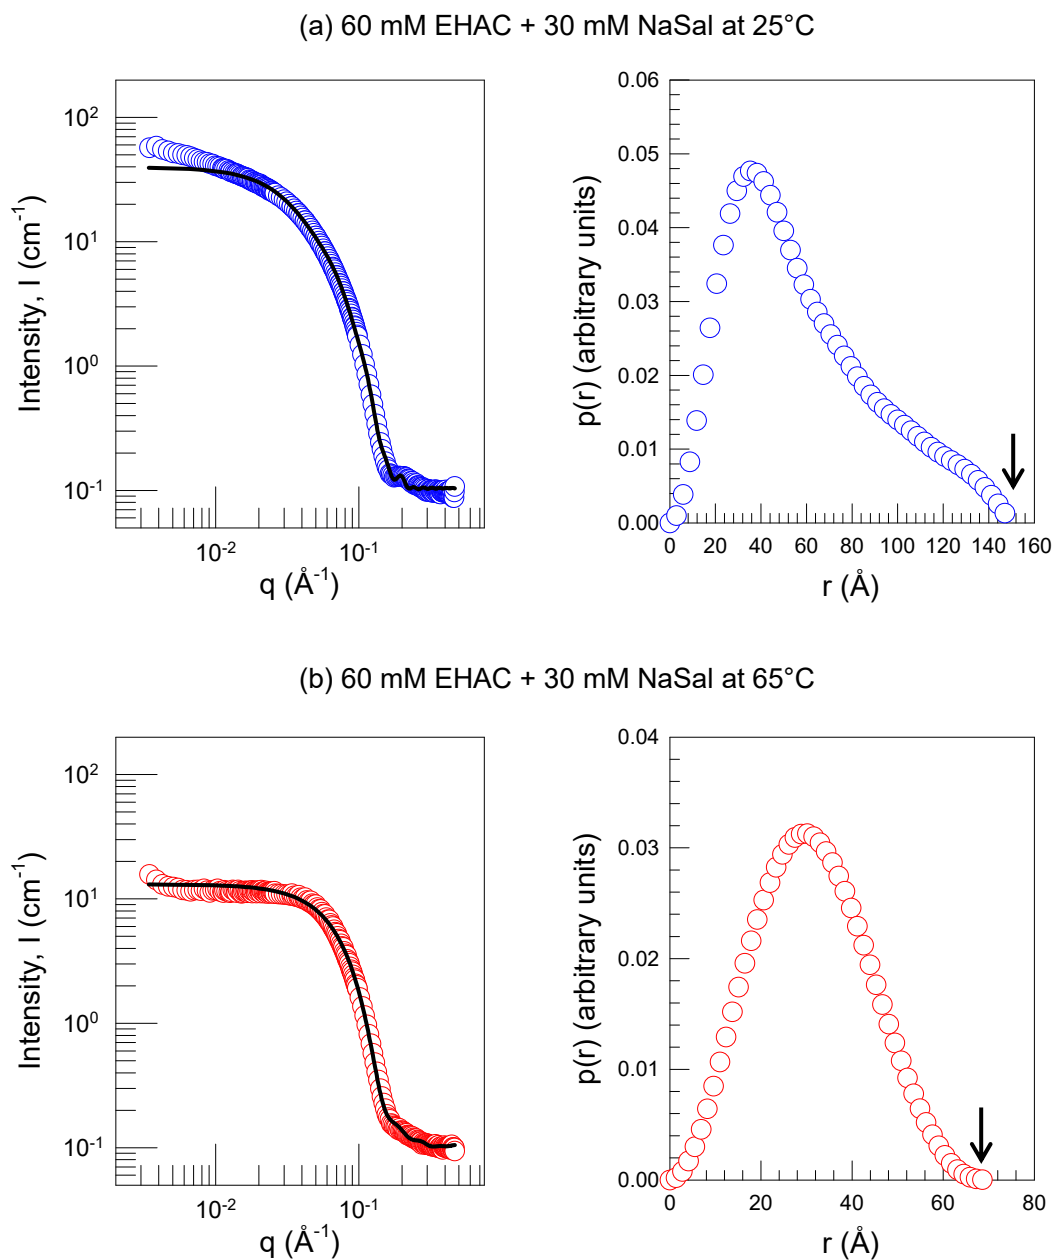 (a) 60 mM EHAC + 30 mM NaSal at 25°C
Intensity, I (cm⁻¹)
10²
10¹
10⁰
10⁻¹
10⁻² 10⁻¹
q (Å⁻¹)
p(r) (arbitrary units)
0.06
0.05
0.04
0.03
0.02
0.01
0.00
0 20 40 60 80 100 120 140 160
r (Å)
(b) 60 mM EHAC + 30 mM NaSal at 65°C
Intensity, I (cm⁻¹)
10²
10¹
10⁰
10⁻¹
10⁻² 10⁻¹
q (Å⁻¹)
p(r) (arbitrary units)
0.04
0.03
0.02
0.01
0.00
0 20 40 60 80
r (Å)